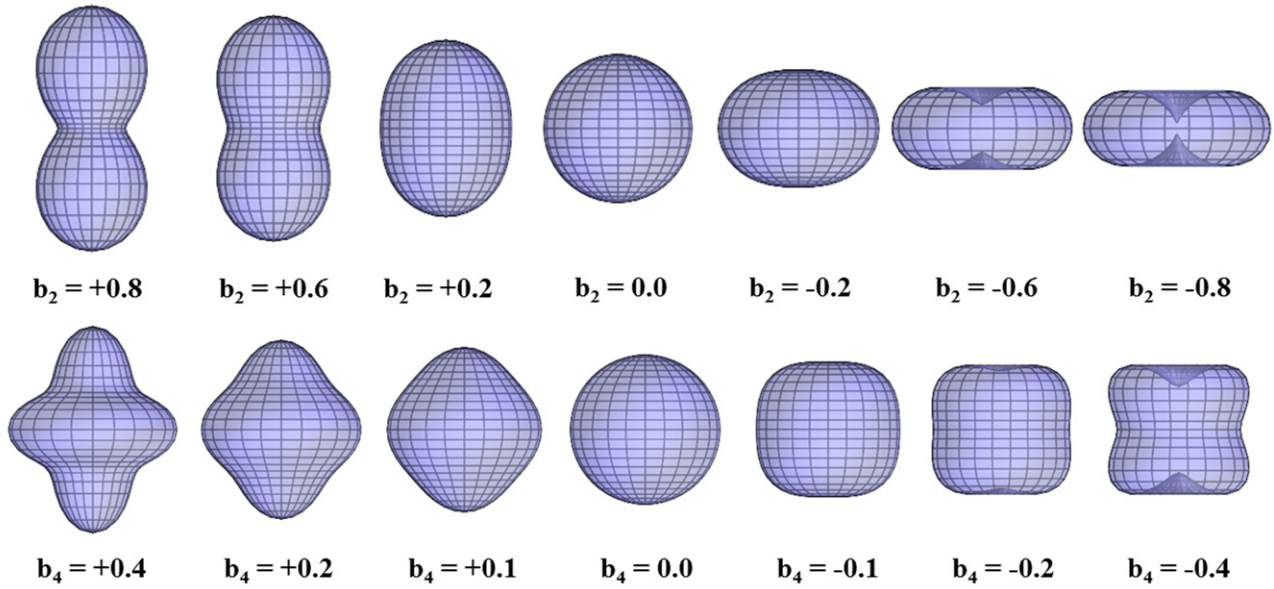 b₂ = +0.8 b₂ = +0.6 b₂ = +0.2 b₂ = 0.0 b₂ = -0.2 b₂ = -0.6 b₂ = -0.8
b₄ = +0.4 b₄ = +0.2 b₄ = +0.1 b₄ = 0.0 b₄ = -0.1 b₄ = -0.2 b₄ = -0.4